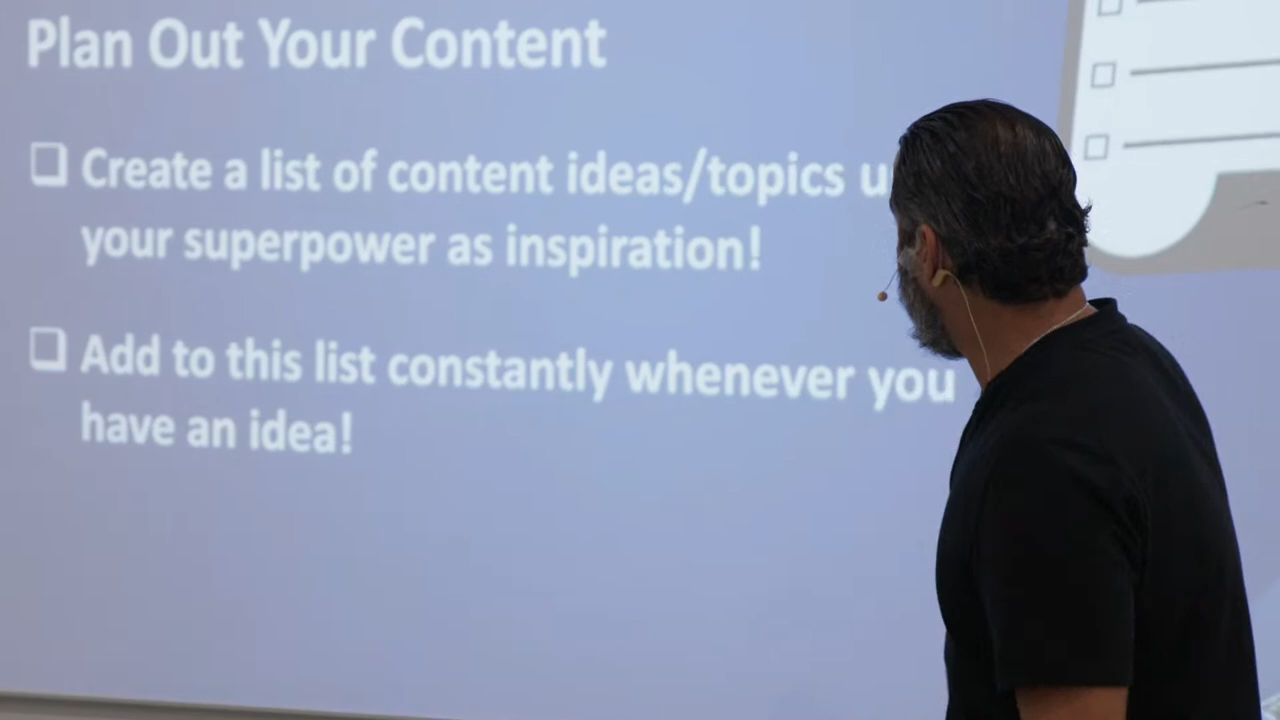 Plan Out Your Content
Create a list of content ideas/topics
your superpower as inspiration!
Add to this list constantly whenever you
have an idea!